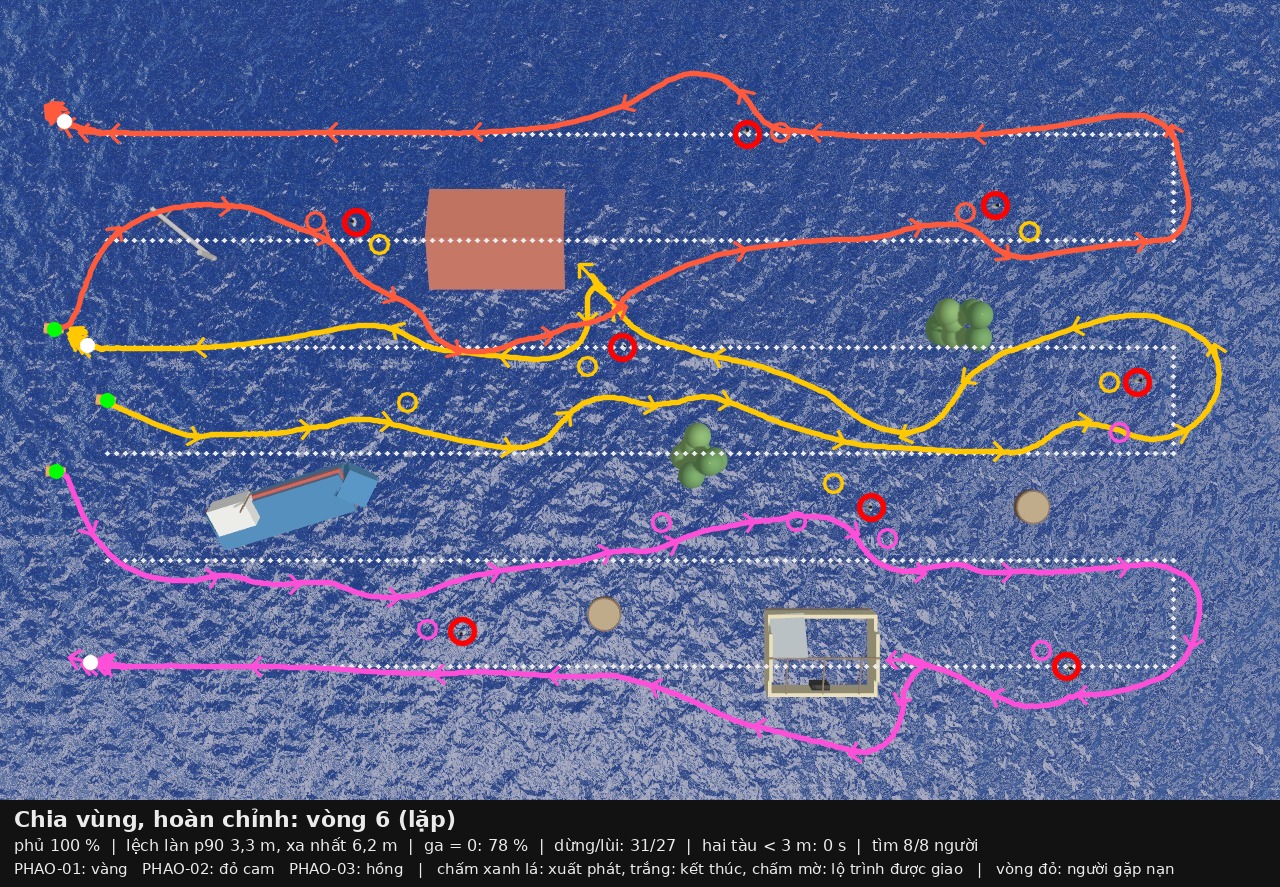 Chia vùng, hoàn chỉnh: vòng 6 (lặp)
phủ 100 % | lệch làn p90 3,3 m, xa nhất 6,2 m | ga = 0: 78 % | dừng/lùi: 31/27 | hai tàu < 3 m: 0 s | tìm 8/8 người
PHAO-01: vàng PHAO-02: đỏ cam PHAO-03: hồng | chấm xanh lá: xuất phát, trắng: kết thúc, chấm mờ: lộ trình được giao | vòng đỏ: người gặp nạn